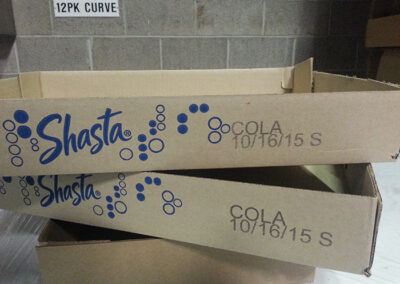 12PK CURVE
Shasta®
COLA
10/16/15 S
Shasta
COLA
10/16/15 S